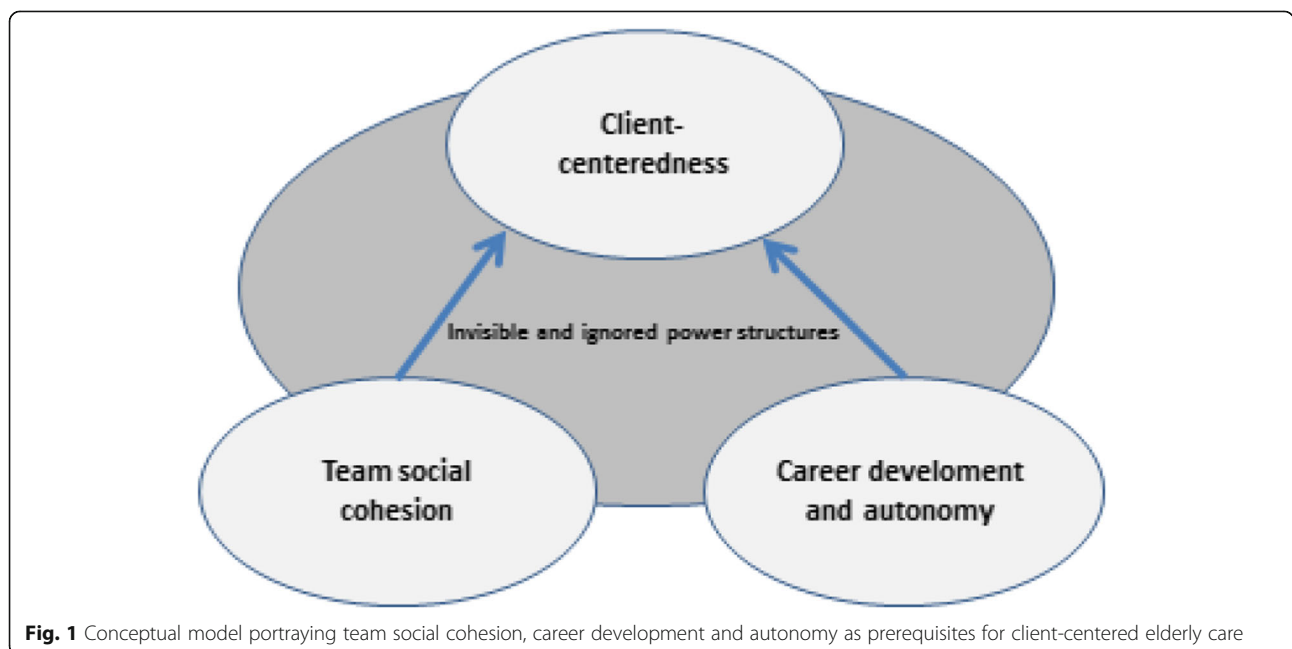 Client-
centeredness
Invisible and ignored power structures
Team social
cohesion
Career develoment
and autonomy
Fig. 1 Conceptual model portraying team social cohesion, career development and autonomy as prerequisites for client-centered elderly care